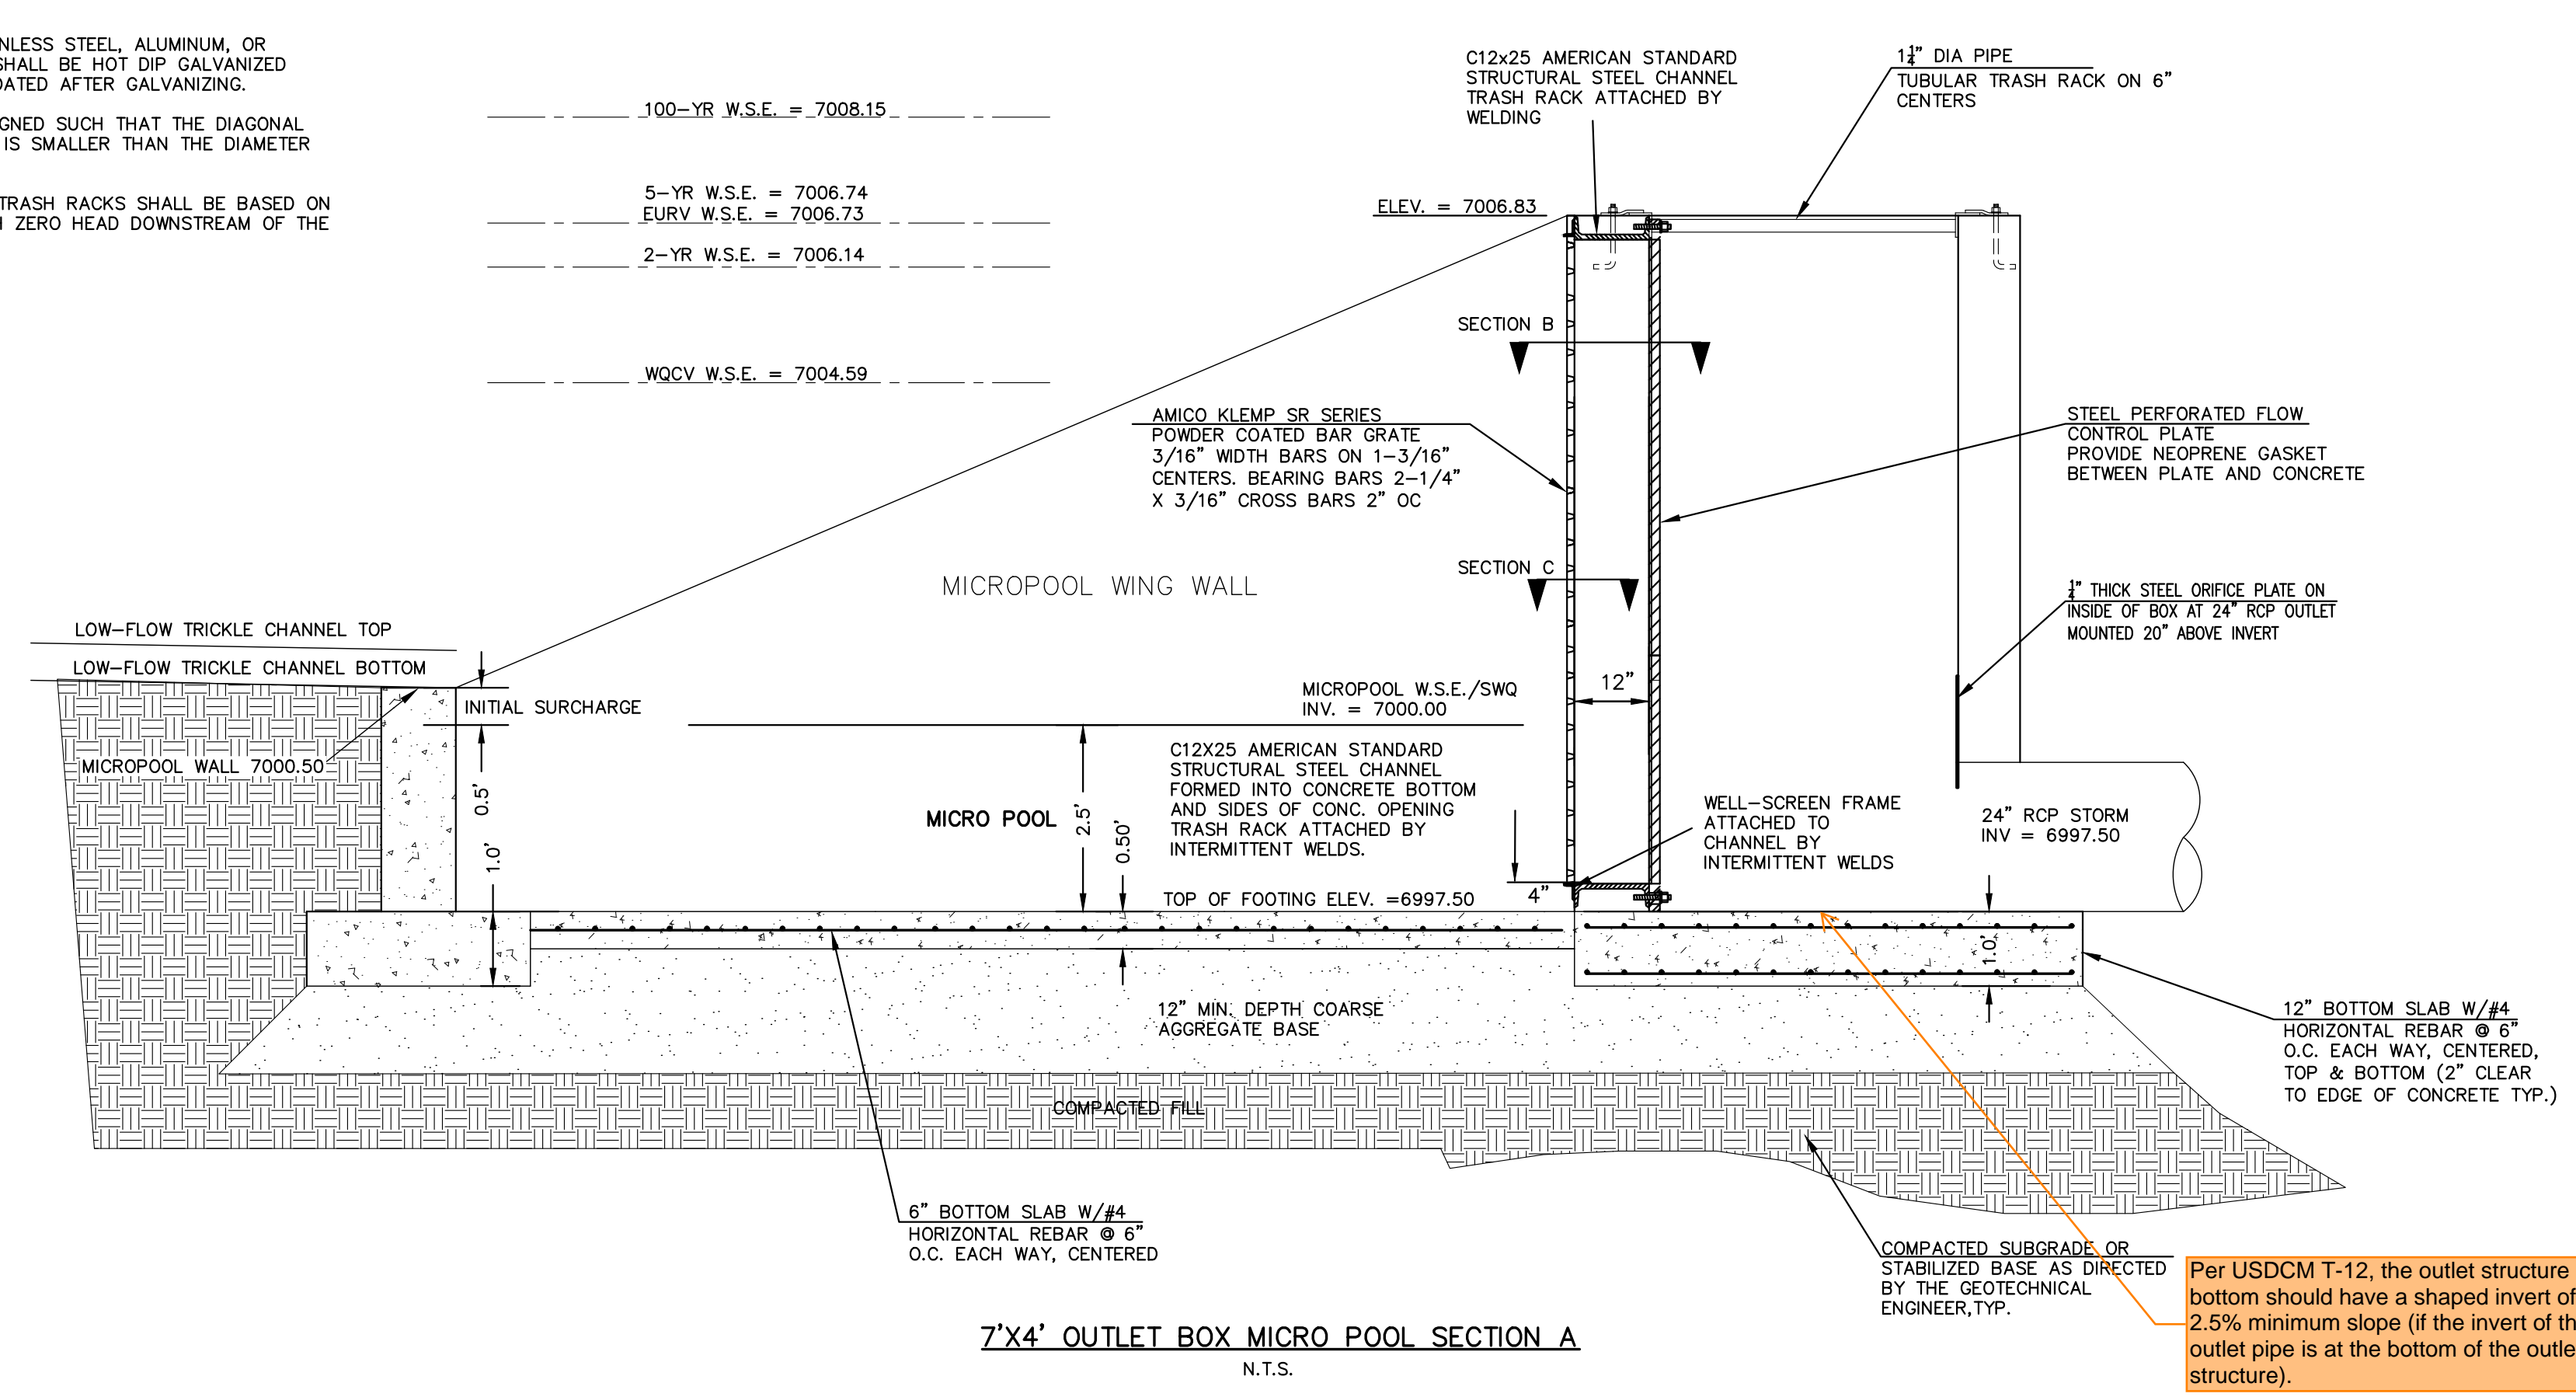 NLESS STEEL, ALUMINUM, OR
SHALL BE HOT DIP GALVANIZED
OATED AFTER GALVANIZING.
GNED SUCH THAT THE DIAGONAL
IS SMALLER THAN THE DIAMETER
TRASH RACKS SHALL BE BASED ON
H ZERO HEAD DOWNSTREAM OF THE
100-YR W.S.E. = 7008.15
5-YR W.S.E. = 7006.74
EURV W.S.E. = 7006.73
2-YR W.S.E. = 7006.14
WQCV W.S.E. = 7004.59
C12x25 AMERICAN STANDARD
STRUCTURAL STEEL CHANNEL
TRASH RACK ATTACHED BY
WELDING
1¼" DIA PIPE
TUBULAR TRASH RACK ON 6"
CENTERS
ELEV. = 7006.83
SECTION B
AMICO KLEMP SR SERIES
POWDER COATED BAR GRATE
3/16" WIDTH BARS ON 1-3/16"
CENTERS. BEARING BARS 2-1/4"
X 3/16" CROSS BARS 2" OC
STEEL PERFORATED FLOW
CONTROL PLATE
PROVIDE NEOPRENE GASKET
BETWEEN PLATE AND CONCRETE
SECTION C
MICROPOOL WING WALL
¼" THICK STEEL ORIFICE PLATE ON
INSIDE OF BOX AT 24" RCP OUTLET
MOUNTED 20" ABOVE INVERT
LOW-FLOW TRICKLE CHANNEL TOP
LOW-FLOW TRICKLE CHANNEL BOTTOM
INITIAL SURCHARGE
MICROPOOL W.S.E./SWQ
INV. = 7000.00
12"
MICROPOOL WALL 7000.50
0.5'
1.0'
MICRO POOL
2.5'
0.50'
C12X25 AMERICAN STANDARD
STRUCTURAL STEEL CHANNEL
FORMED INTO CONCRETE BOTTOM
AND SIDES OF CONC. OPENING
TRASH RACK ATTACHED BY
INTERMITTENT WELDS.
WELL-SCREEN FRAME
ATTACHED TO
CHANNEL BY
INTERMITTENT WELDS
24" RCP STORM
INV = 6997.50
TOP OF FOOTING ELEV. =6997.50
4"
1.0'
12" MIN. DEPTH COARSE
AGGREGATE BASE
12" BOTTOM SLAB W/#4
HORIZONTAL REBAR @ 6"
O.C. EACH WAY, CENTERED,
TOP & BOTTOM (2" CLEAR
TO EDGE OF CONCRETE TYP.)
COMPACTED FILL
6" BOTTOM SLAB W/#4
HORIZONTAL REBAR @ 6"
O.C. EACH WAY, CENTERED
COMPACTED SUBGRADE OR
STABILIZED BASE AS DIRECTED
BY THE GEOTECHNICAL
ENGINEER,TYP.
Per USDCM T-12, the outlet structure
bottom should have a shaped invert of
2.5% minimum slope (if the invert of th
outlet pipe is at the bottom of the outle
structure).
7'X4' OUTLET BOX MICRO POOL SECTION A
N.T.S.